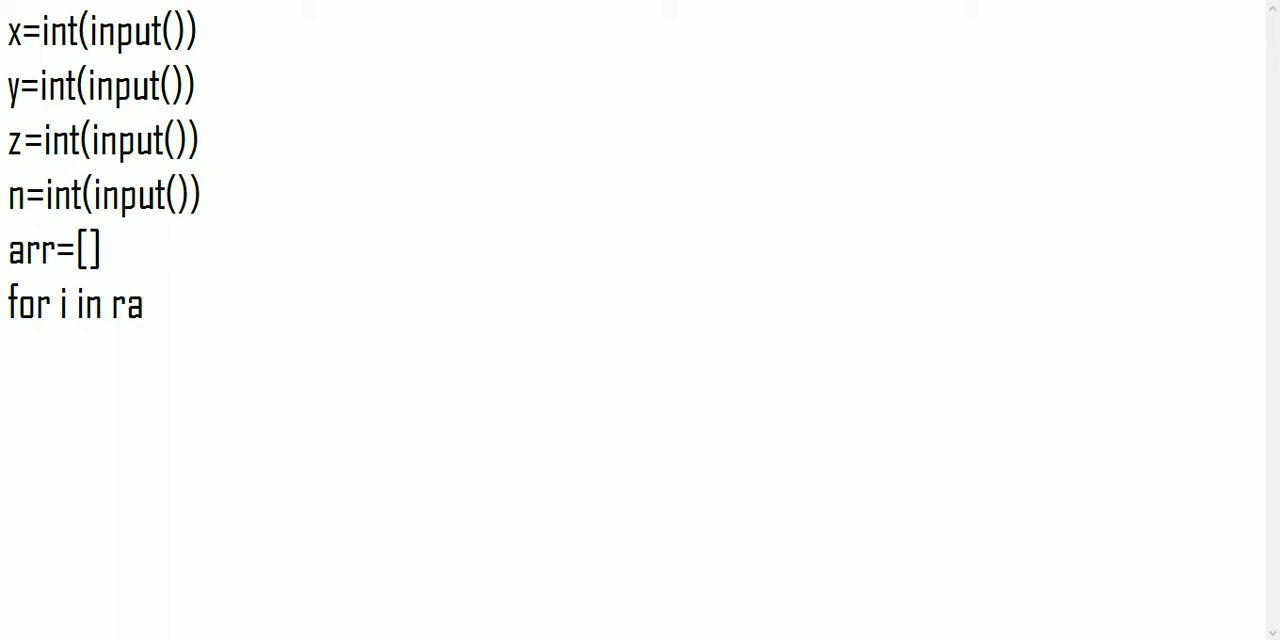 x=int(input())
y=int(input())
z=int(input())
n=int(input())
arr=[]
for i in ra